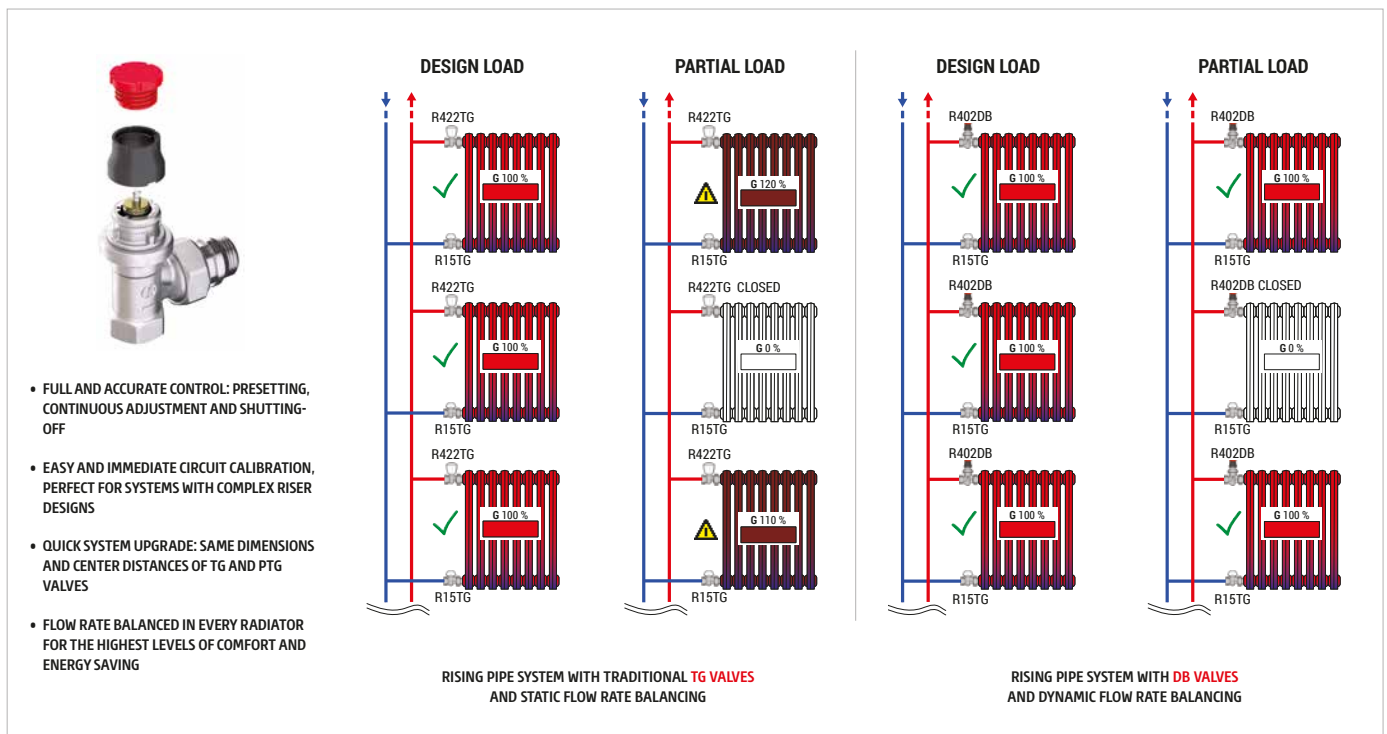 • FULL AND ACCURATE CONTROL: PRESETTING,
CONTINUOUS ADJUSTMENT AND SHUTTING-
OFF
• EASY AND IMMEDIATE CIRCUIT CALIBRATION,
PERFECT FOR SYSTEMS WITH COMPLEX RISER
DESIGNS
• QUICK SYSTEM UPGRADE: SAME DIMENSIONS
AND CENTER DISTANCES OF TG AND PTG
VALVES
• FLOW RATE BALANCED IN EVERY RADIATOR
FOR THE HIGHEST LEVELS OF COMFORT AND
ENERGY SAVING
DESIGN LOAD
R422TG
G 100 %
R15TG
R422TG
G 100 %
R15TG
R422TG
G 100 %
R15TG
PARTIAL LOAD
R422TG
G 120 %
R15TG
R422TG CLOSED
G 0 %
R15TG
R422TG
G 110 %
R15TG
RISING PIPE SYSTEM WITH TRADITIONAL TG VALVES
AND STATIC FLOW RATE BALANCING
DESIGN LOAD
R402DB
G 100 %
R15TG
R402DB
G 100 %
R15TG
R402DB
G 100 %
R15TG
PARTIAL LOAD
R402DB
G 100 %
R15TG
R402DB CLOSED
G 0 %
R15TG
R402DB
G 100 %
R15TG
RISING PIPE SYSTEM WITH DB VALVES
AND DYNAMIC FLOW RATE BALANCING